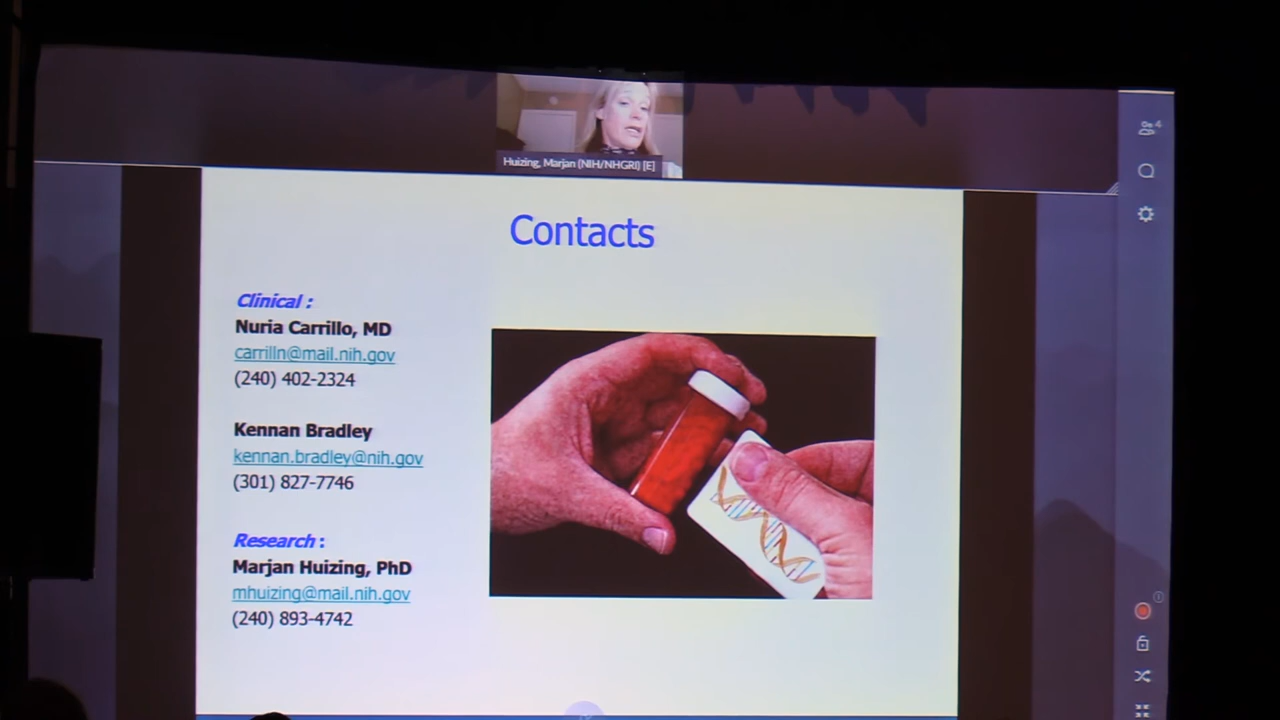 4
Huizing, Marjan (NIH/NHGRI) [E]
Contacts
Clinical :
Nuria Carrillo, MD
carrilln@mail.nih.gov
(240) 402-2324
Kennan Bradley
kennan.bradley@nih.gov
(301) 827-7746
Research :
Marjan Huizing, PhD
mhuizing@mail.nih.gov
(240) 893-4742